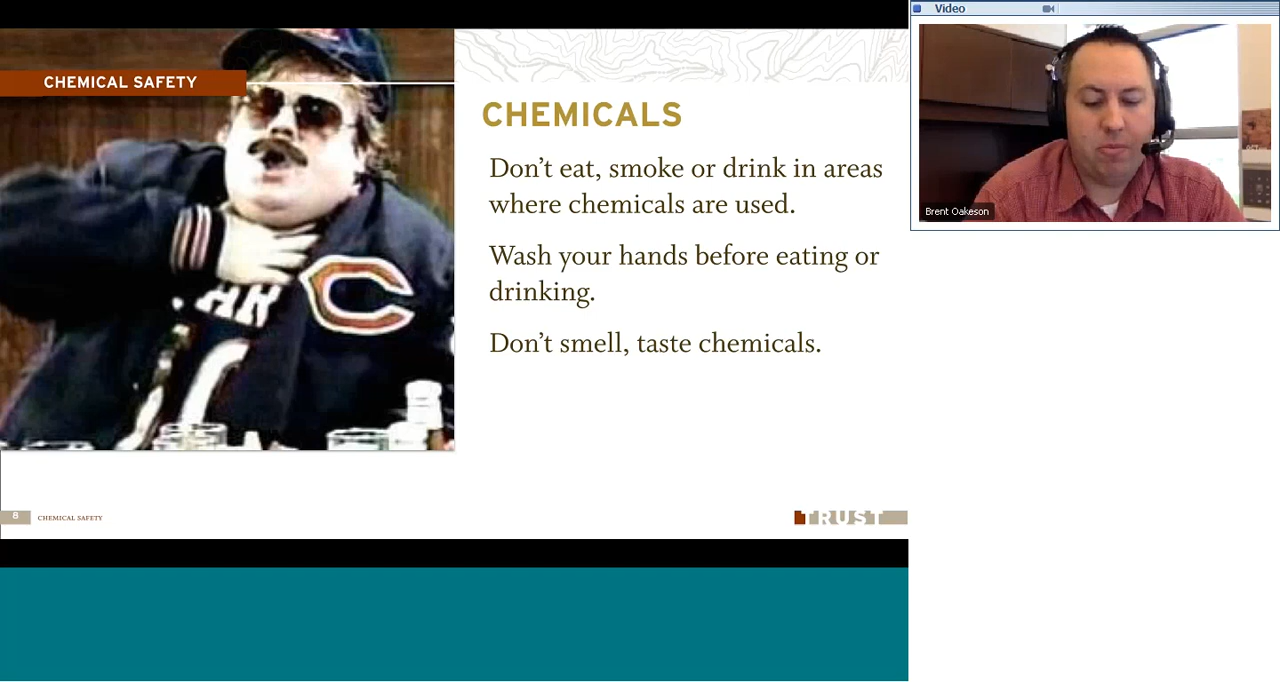 Video
CHEMICAL SAFETY
CHEMICALS
Don’t eat, smoke or drink in areas
where chemicals are used.
Wash your hands before eating or
drinking.
Don’t smell, taste chemicals.
Brent Oakeson
C
8
CHEMICAL SAFETY
TRUST